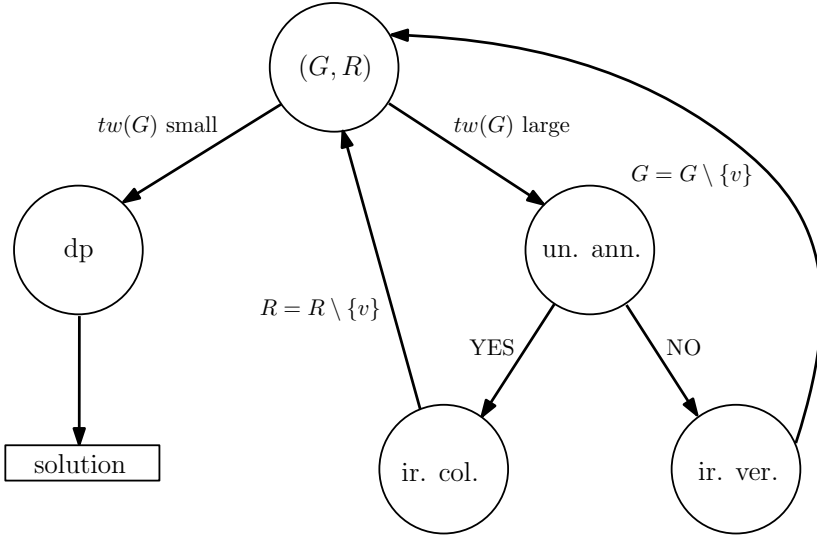 (G, R)
tw(G) small
tw(G) large
G = G \ {v}
dp
un. ann.
R = R \ {v}
YES
NO
solution
ir. col.
ir. ver.